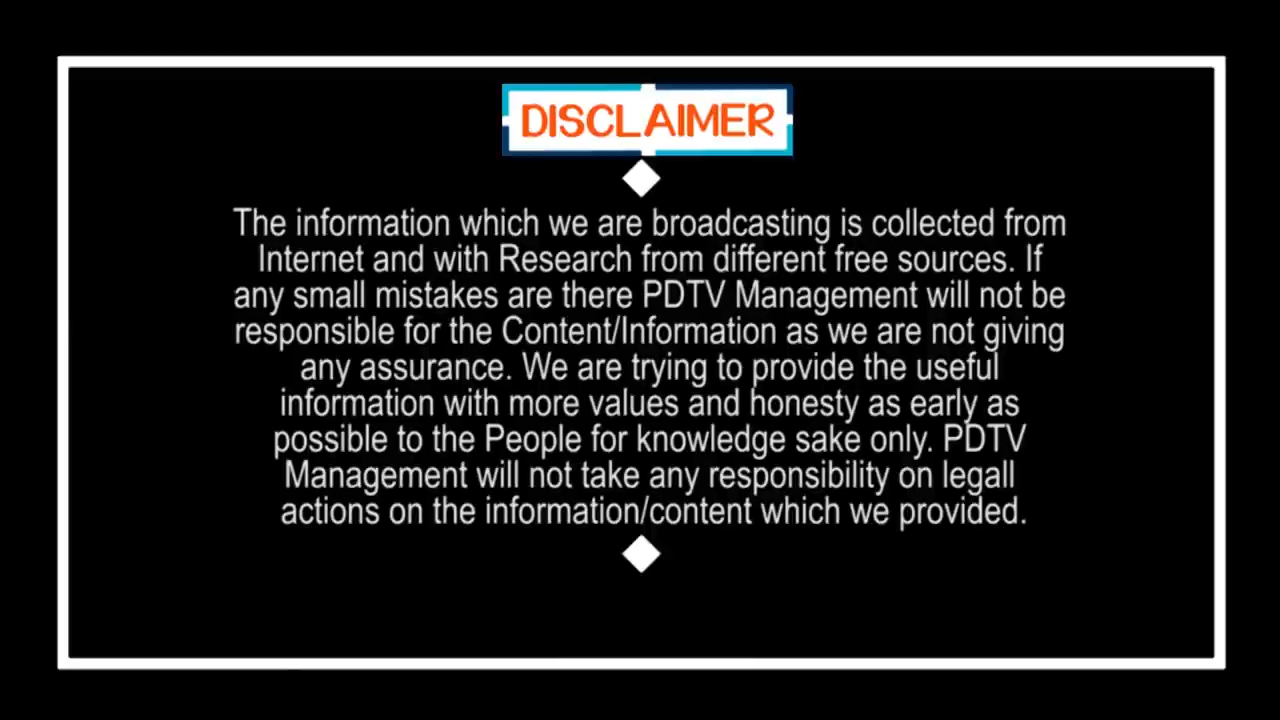 DISCLAIMER
The information which we are broadcasting is collected from
Internet and with Research from different free sources. If
any small mistakes are there PDTV Management will not be
responsible for the Content/Information as we are not giving
any assurance. We are trying to provide the useful
information with more values and honesty as early as
possible to the People for knowledge sake only. PDTV
Management will not take any responsibility on legall
actions on the information/content which we provided.